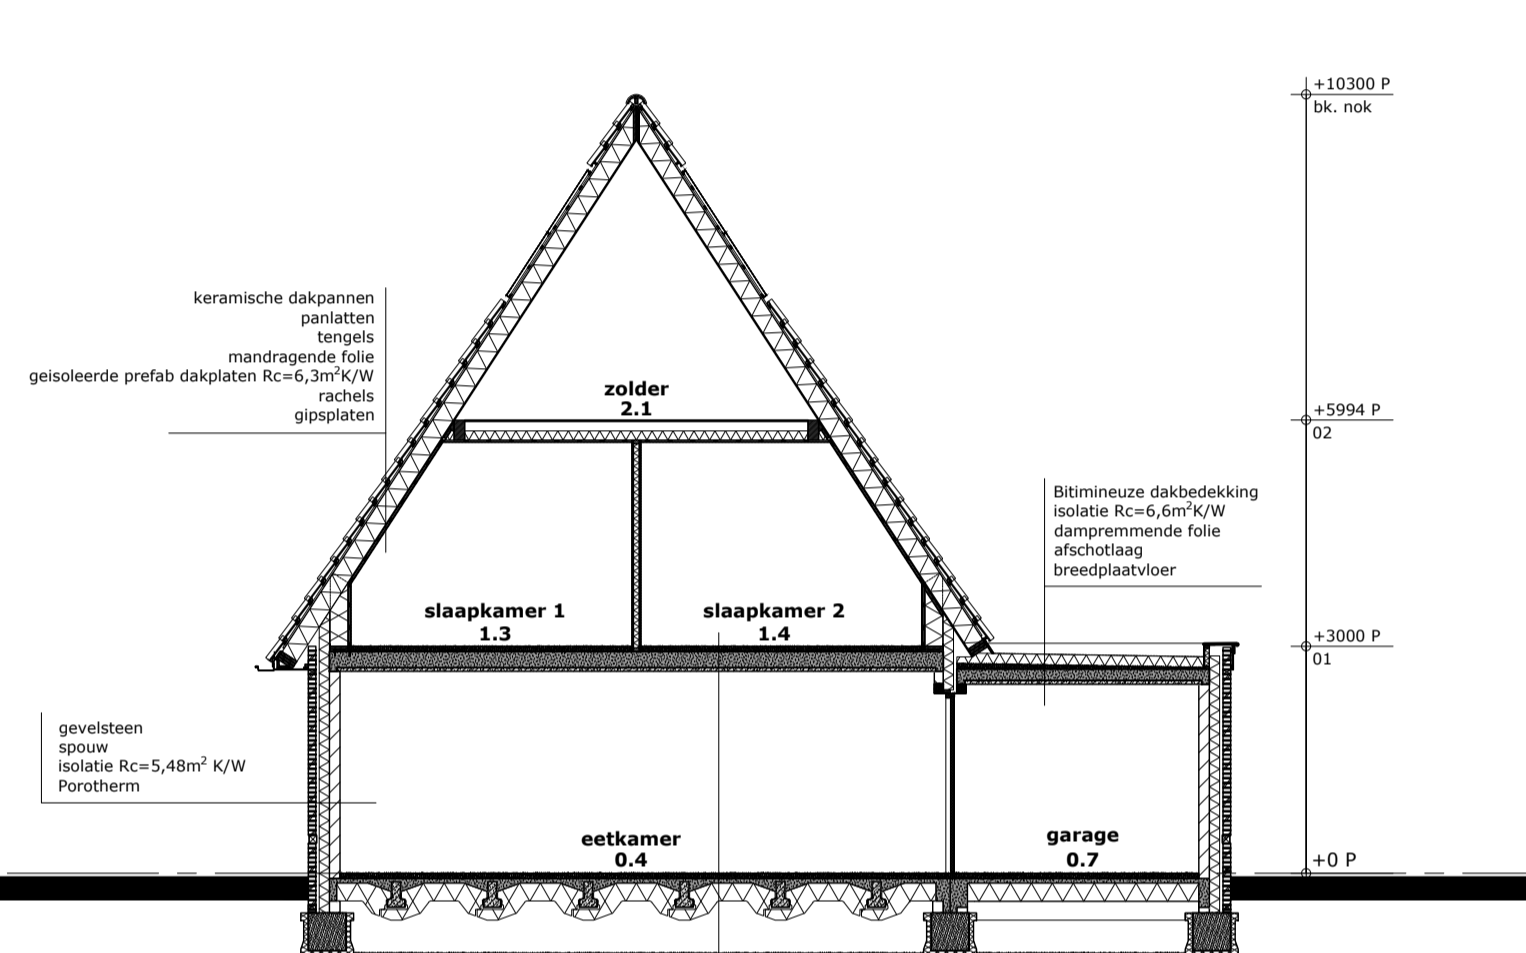 +10300 P
bk. nok
keramische dakpannen
panlatten
tengels
mandragende folie
geisoleerde prefab dakplaten Rc=6,3m²K/W
rachels
gipsplaten
zolder
2.1
+5994 P
02
Bitimineuze dakbedekking
isolatie Rc=6,6m²K/W
dampremmende folie
afschotlaag
breedplaatvloer
slaapkamer 1
1.3
slaapkamer 2
1.4
+3000 P
01
gevelsteen
spouw
isolatie Rc=5,48m² K/W
Porotherm
eetkamer
0.4
garage
0.7
+0 P